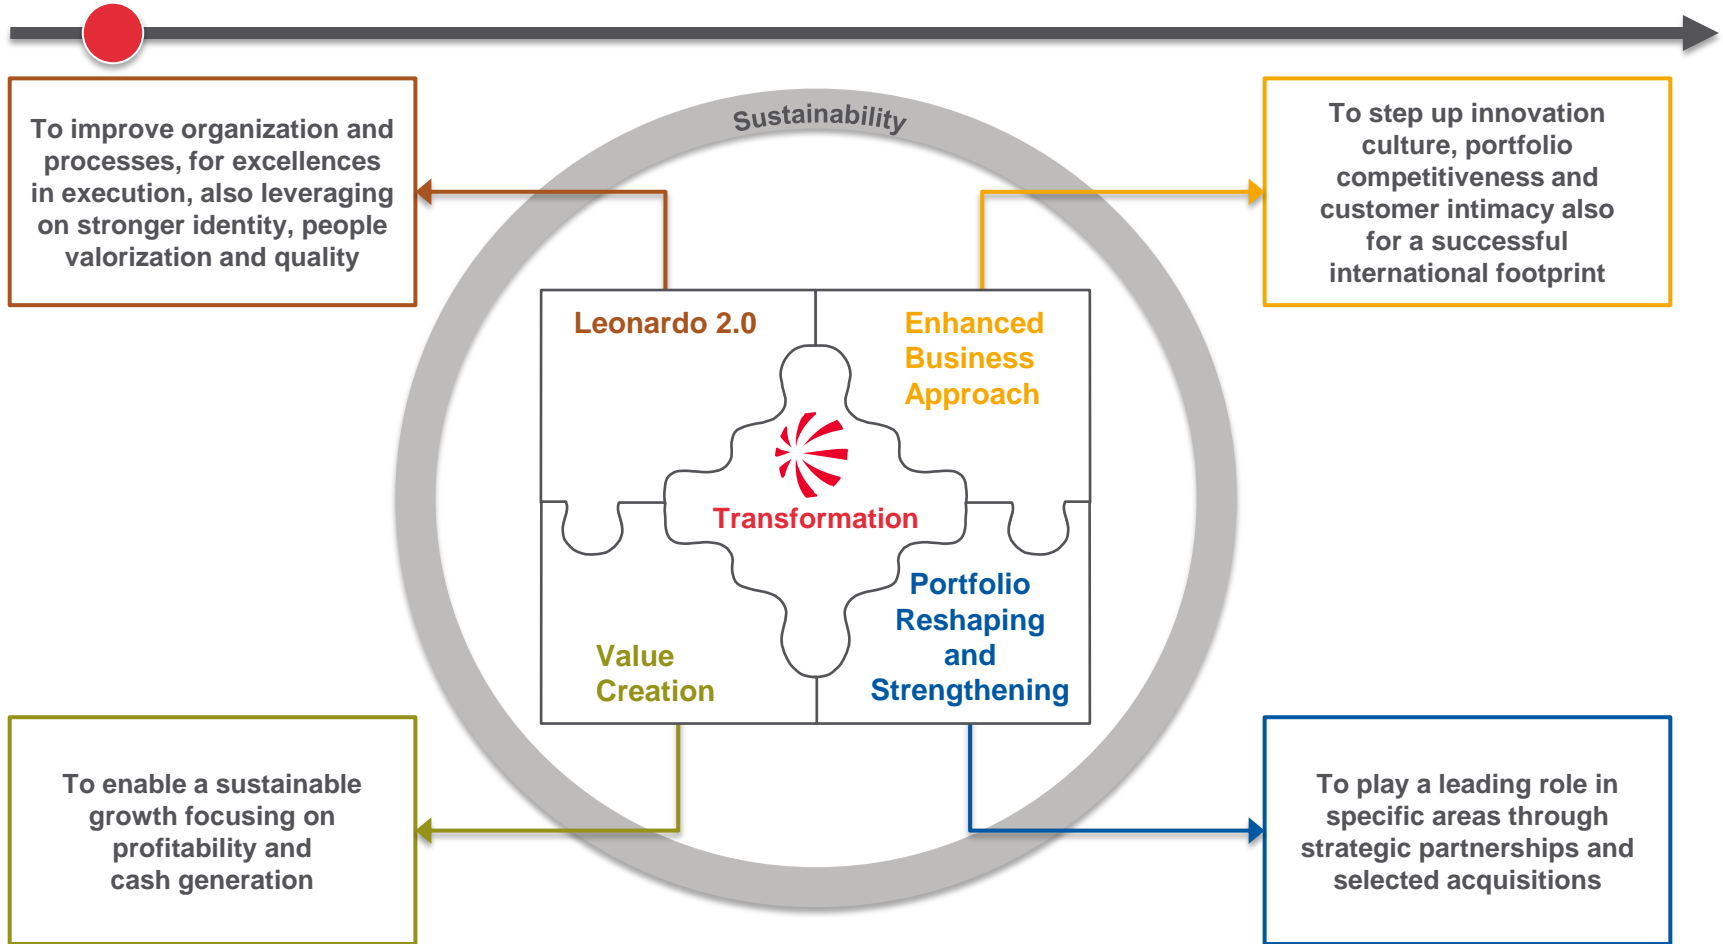 Sustainability
To improve organization and
processes, for excellences
in execution, also leveraging
on stronger identity, people
valorization and quality
To step up innovation
culture, portfolio
competitiveness and
customer intimacy also
for a successful
international footprint
Leonardo 2.0
Enhanced
Business
Approach
Transformation
Value
Creation
Portfolio
Reshaping
and
Strengthening
To enable a sustainable
growth focusing on
profitability and
cash generation
To play a leading role in
specific areas through
strategic partnerships and
selected acquisitions